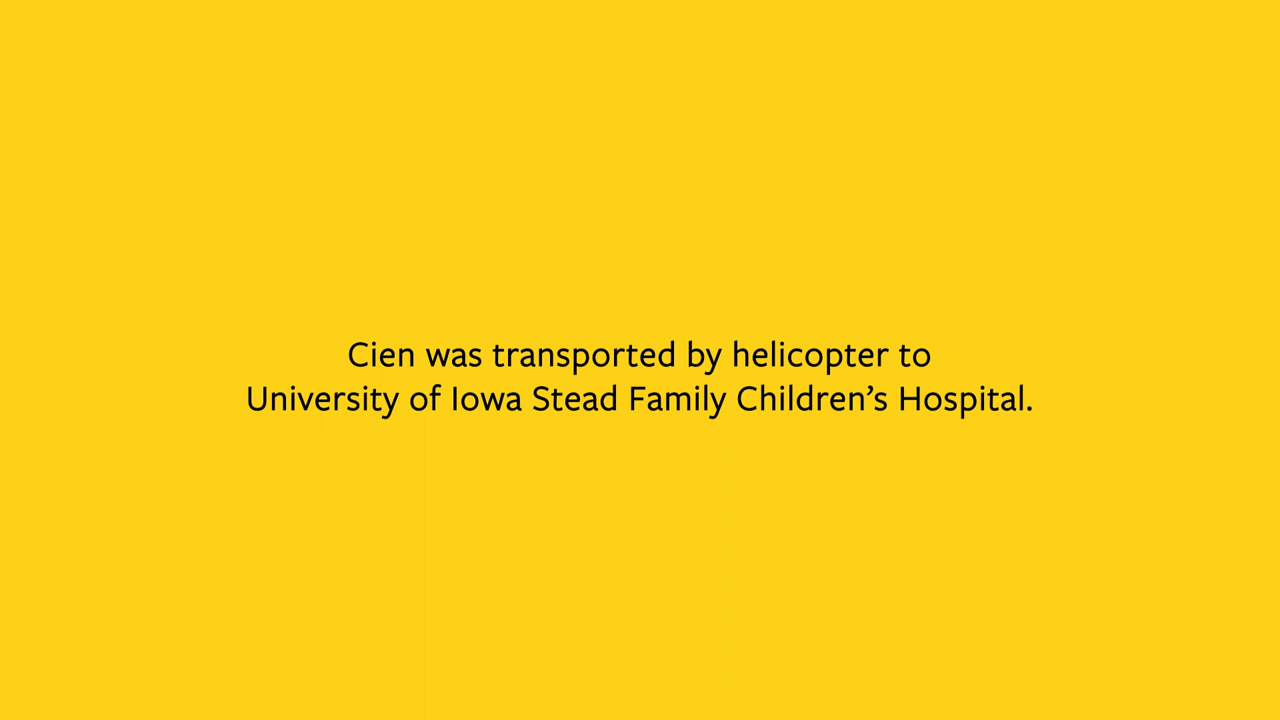 Cien was transported by helicopter to
University of Iowa Stead Family Children’s Hospital.